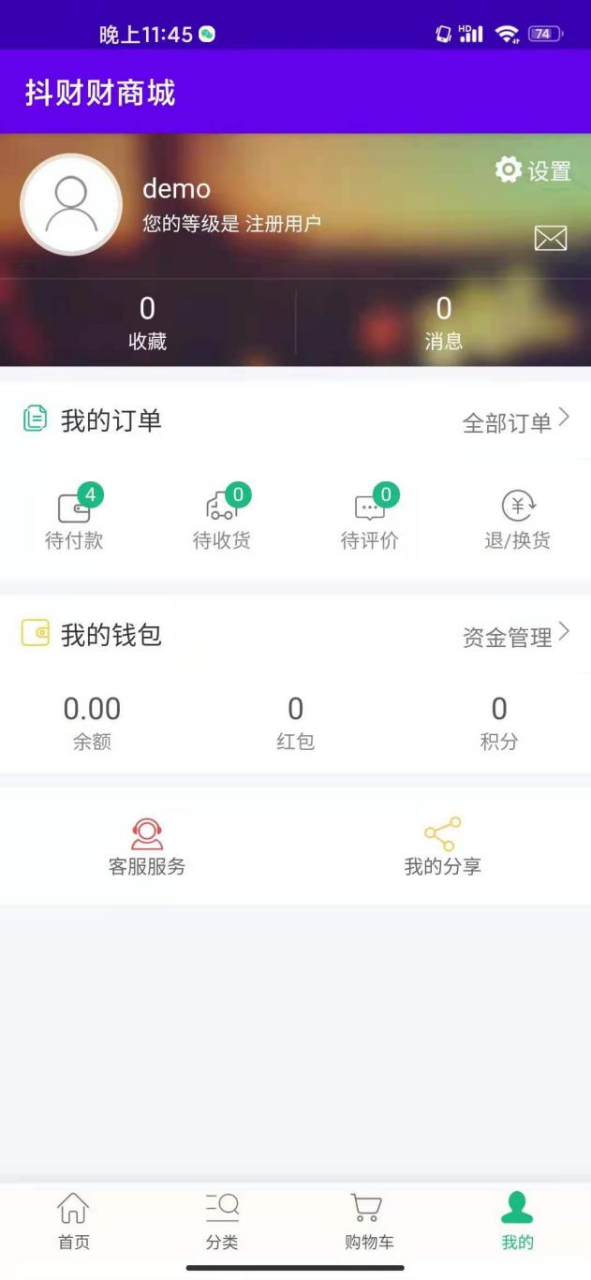 晚上11:45
HD
74
抖财财商城
demo
设置
您的等级是 注册用户
0
0
收藏
消息
我的订单
全部订单
4
0
0
待付款
待收货
待评价
退/换货
我的钱包
资金管理
0.00
0
0
余额
红包
积分
客服服务
我的分享
首页
分类
购物车
我的